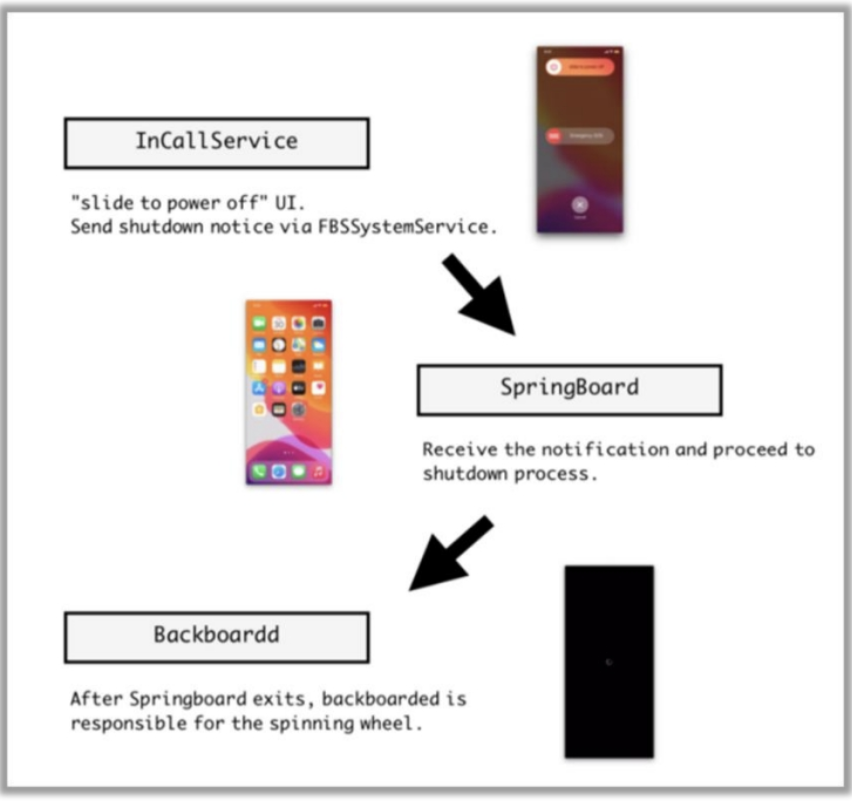 InCallService
"slide to power off" UI.
Send shutdown notice via FBSSystemService.
SpringBoard
Receive the notification and proceed to
shutdown process.
Backboardd
After Springboard exits, backboarded is
responsible for the spinning wheel.